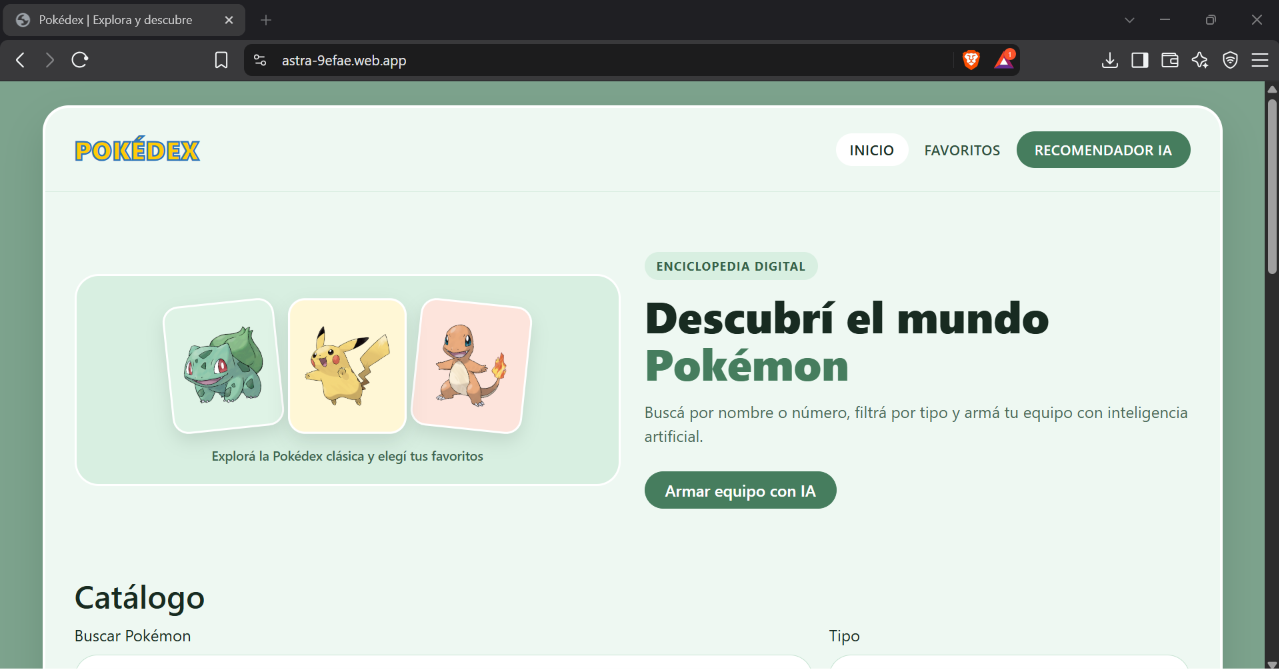 Pokédex | Explora y descubre
astra-9efae.web.app
POKÉDEX
INICIO
FAVORITOS
RECOMENDADOR IA
ENCICLOPEDIA DIGITAL
Descubrí el mundo
Pokémon
Buscá por nombre o número, filtrá por tipo y armá tu equipo con inteligencia
artificial.
Armar equipo con IA
Explorá la Pokédex clásica y elegí tus favoritos
Catálogo
Buscar Pokémon
Tipo